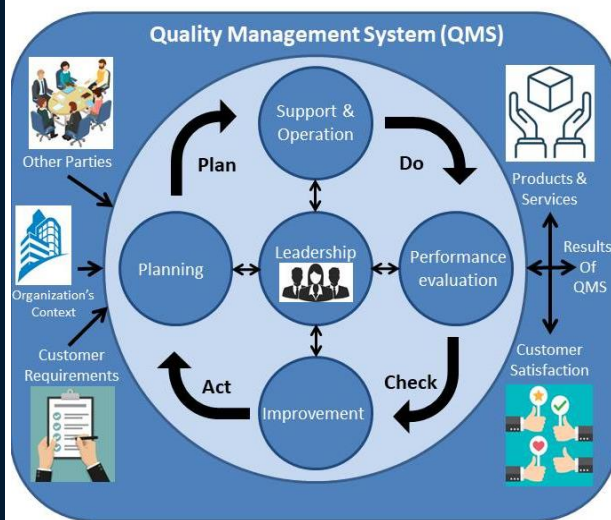 Quality Management System (QMS)
Support &
Operation
Other Parties
Plan
Do
Products &
Services
Planning
Leadership
Performance
evaluation
Results
Of
QMS
Organization's
Context
Customer
Requirements
Act
Improvement
Check
Customer
Satisfaction